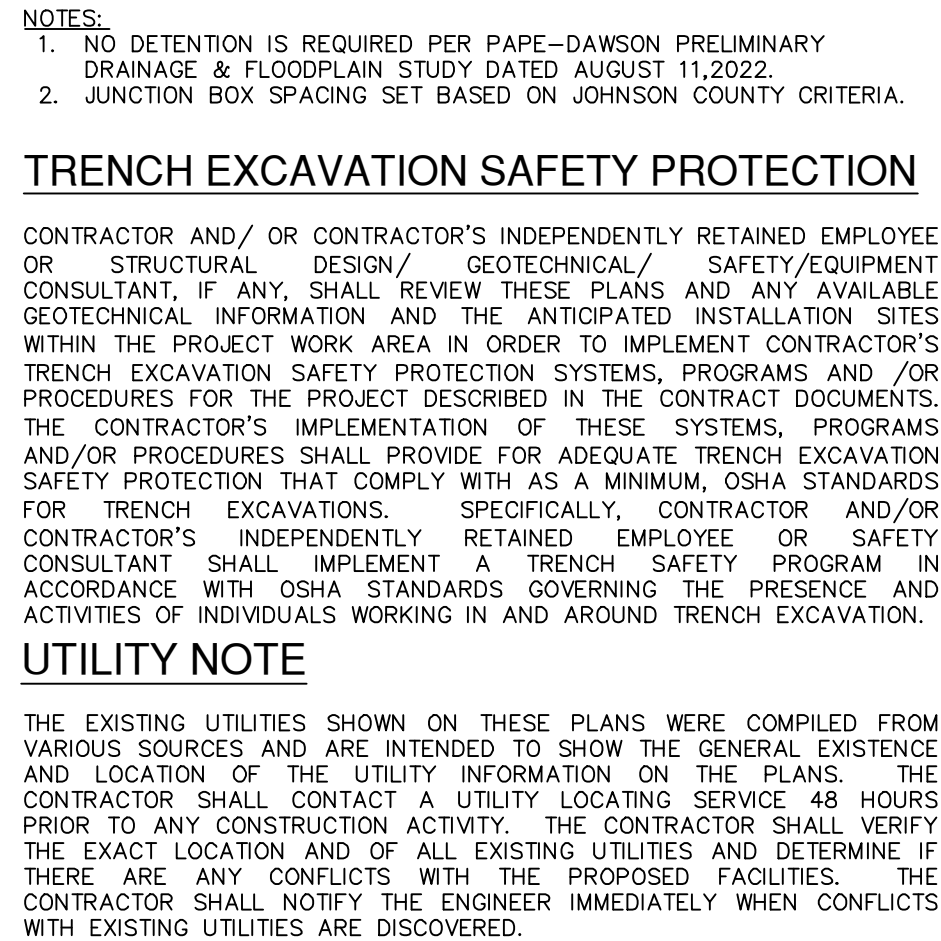 NOTES:
1. NO DETENTION IS REQUIRED PER PAPE-DAWSON PRELIMINARY
DRAINAGE & FLOODPLAIN STUDY DATED AUGUST 11,2022.
2. JUNCTION BOX SPACING SET BASED ON JOHNSON COUNTY CRITERIA.
TRENCH EXCAVATION SAFETY PROTECTION
CONTRACTOR AND/ OR CONTRACTOR'S INDEPENDENTLY RETAINED EMPLOYEE
OR STRUCTURAL DESIGN/ GEOTECHNICAL/ SAFETY/EQUIPMENT
CONSULTANT, IF ANY, SHALL REVIEW THESE PLANS AND ANY AVAILABLE
GEOTECHNICAL INFORMATION AND THE ANTICIPATED INSTALLATION SITES
WITHIN THE PROJECT WORK AREA IN ORDER TO IMPLEMENT CONTRACTOR'S
TRENCH EXCAVATION SAFETY PROTECTION SYSTEMS, PROGRAMS AND /OR
PROCEDURES FOR THE PROJECT DESCRIBED IN THE CONTRACT DOCUMENTS.
THE CONTRACTOR'S IMPLEMENTATION OF THESE SYSTEMS, PROGRAMS
AND/OR PROCEDURES SHALL PROVIDE FOR ADEQUATE TRENCH EXCAVATION
SAFETY PROTECTION THAT COMPLY WITH AS A MINIMUM, OSHA STANDARDS
FOR TRENCH EXCAVATIONS. SPECIFICALLY, CONTRACTOR AND/OR
CONTRACTOR'S INDEPENDENTLY RETAINED EMPLOYEE OR SAFETY
CONSULTANT SHALL IMPLEMENT A TRENCH SAFETY PROGRAM IN
ACCORDANCE WITH OSHA STANDARDS GOVERNING THE PRESENCE AND
ACTIVITIES OF INDIVIDUALS WORKING IN AND AROUND TRENCH EXCAVATION.
UTILITY NOTE
THE EXISTING UTILITIES SHOWN ON THESE PLANS WERE COMPILED FROM
VARIOUS SOURCES AND ARE INTENDED TO SHOW THE GENERAL EXISTENCE
AND LOCATION OF THE UTILITY INFORMATION ON THE PLANS. THE
CONTRACTOR SHALL CONTACT A UTILITY LOCATING SERVICE 48 HOURS
PRIOR TO ANY CONSTRUCTION ACTIVITY. THE CONTRACTOR SHALL VERIFY
THE EXACT LOCATION AND OF ALL EXISTING UTILITIES AND DETERMINE IF
THERE ARE ANY CONFLICTS WITH THE PROPOSED FACILITIES. THE
CONTRACTOR SHALL NOTIFY THE ENGINEER IMMEDIATELY WHEN CONFLICTS
WITH EXISTING UTILITIES ARE DISCOVERED.